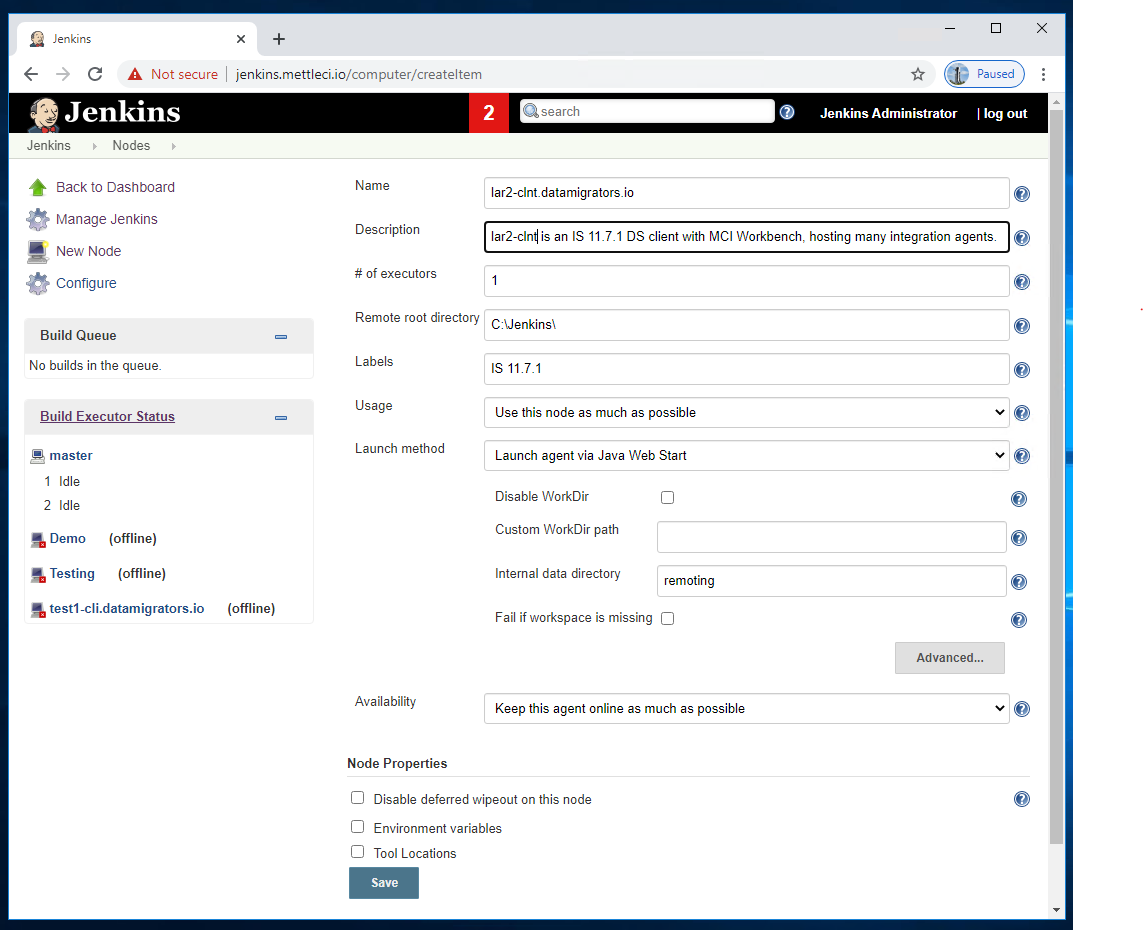 Jenkins
Not secure | jenkins.mettleci.io/computer/createItem
Paused
Jenkins
2
search
Jenkins Administrator
| log out
Jenkins
Nodes
Back to Dashboard
Manage Jenkins
New Node
Configure
Build Queue
No builds in the queue.
Build Executor Status
master
1 Idle
2 Idle
Demo (offline)
Testing (offline)
test1-cli.datamigrators.io (offline)
Name
lar2-clnt.datamigrators.io
Description
lar2-clnt is an IS 11.7.1 DS client with MCI Workbench, hosting many integration agents.
# of executors
1
Remote root directory
C:\Jenkins\
Labels
IS 11.7.1
Usage
Use this node as much as possible
Launch method
Launch agent via Java Web Start
Disable WorkDir
Custom WorkDir path
Internal data directory
remoting
Fail if workspace is missing
Advanced...
Availability
Keep this agent online as much as possible
Node Properties
Disable deferred wipeout on this node
Environment variables
Tool Locations
Save